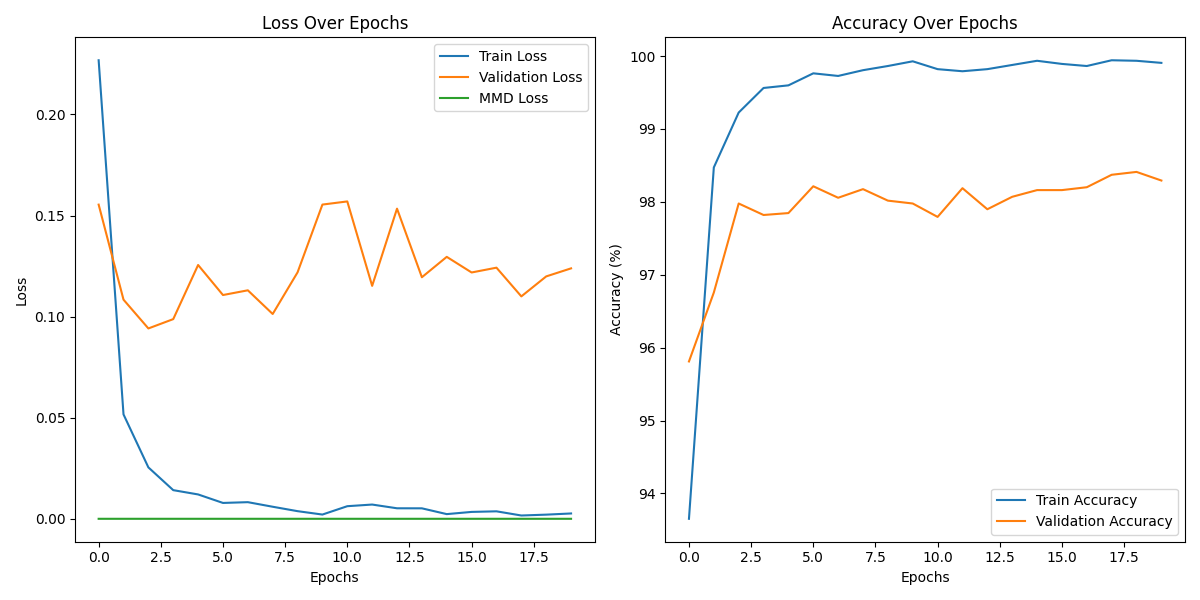 Loss Over Epochs
Train Loss
Validation Loss
MMD Loss
0.20
0.15
0.10
0.05
0.00
Loss
0.0 2.5 5.0 7.5 10.0 12.5 15.0 17.5
Epochs
Accuracy Over Epochs
100
99
98
97
96
95
94
Accuracy (%)
Train Accuracy
Validation Accuracy
0.0 2.5 5.0 7.5 10.0 12.5 15.0 17.5
Epochs